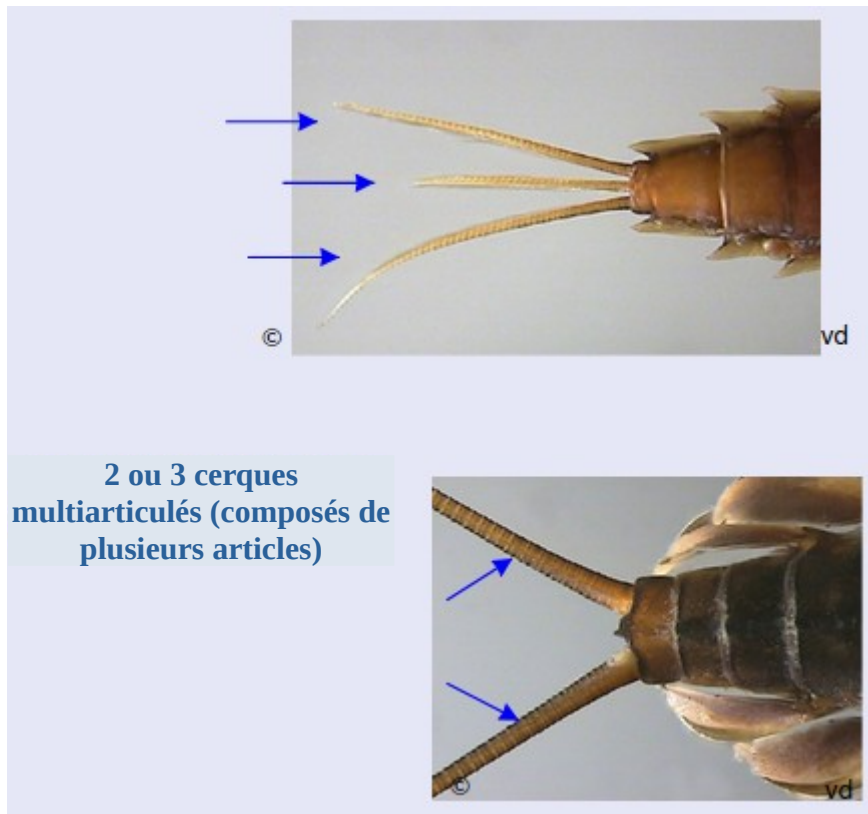 © vd
2 ou 3 cerques
multiarticulés (composés de
plusieurs articles)
© vd